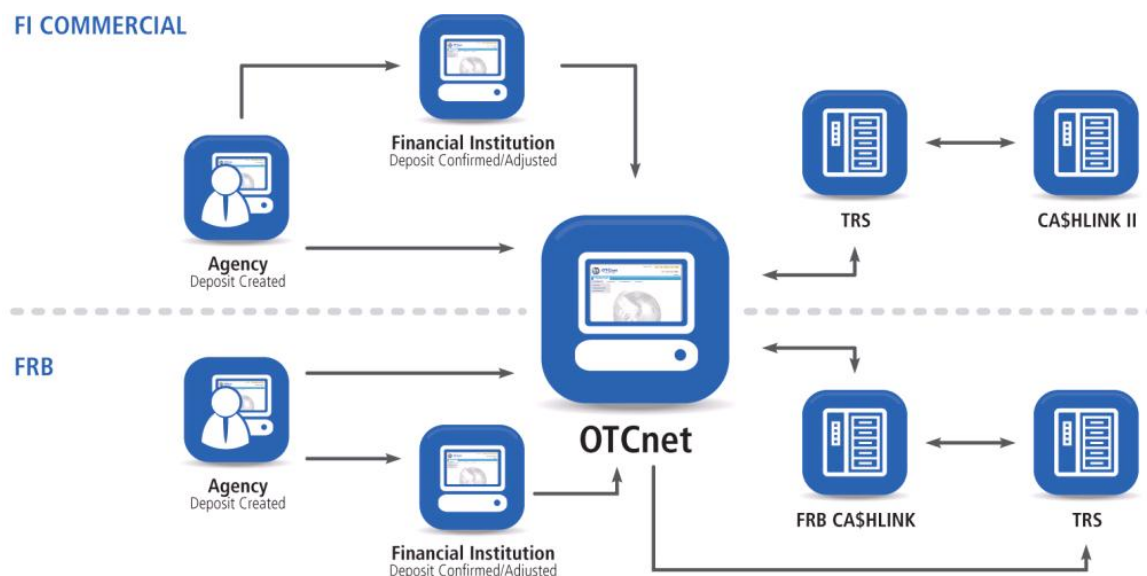 FI COMMERCIAL
Financial Institution
Deposit Confirmed/Adjusted
Agency
Deposit Created
TRS
CA$HLINK II
FRB
Agency
Deposit Created
OTCnet
Financial Institution
Deposit Confirmed/Adjusted
FRB CA$HLINK
TRS